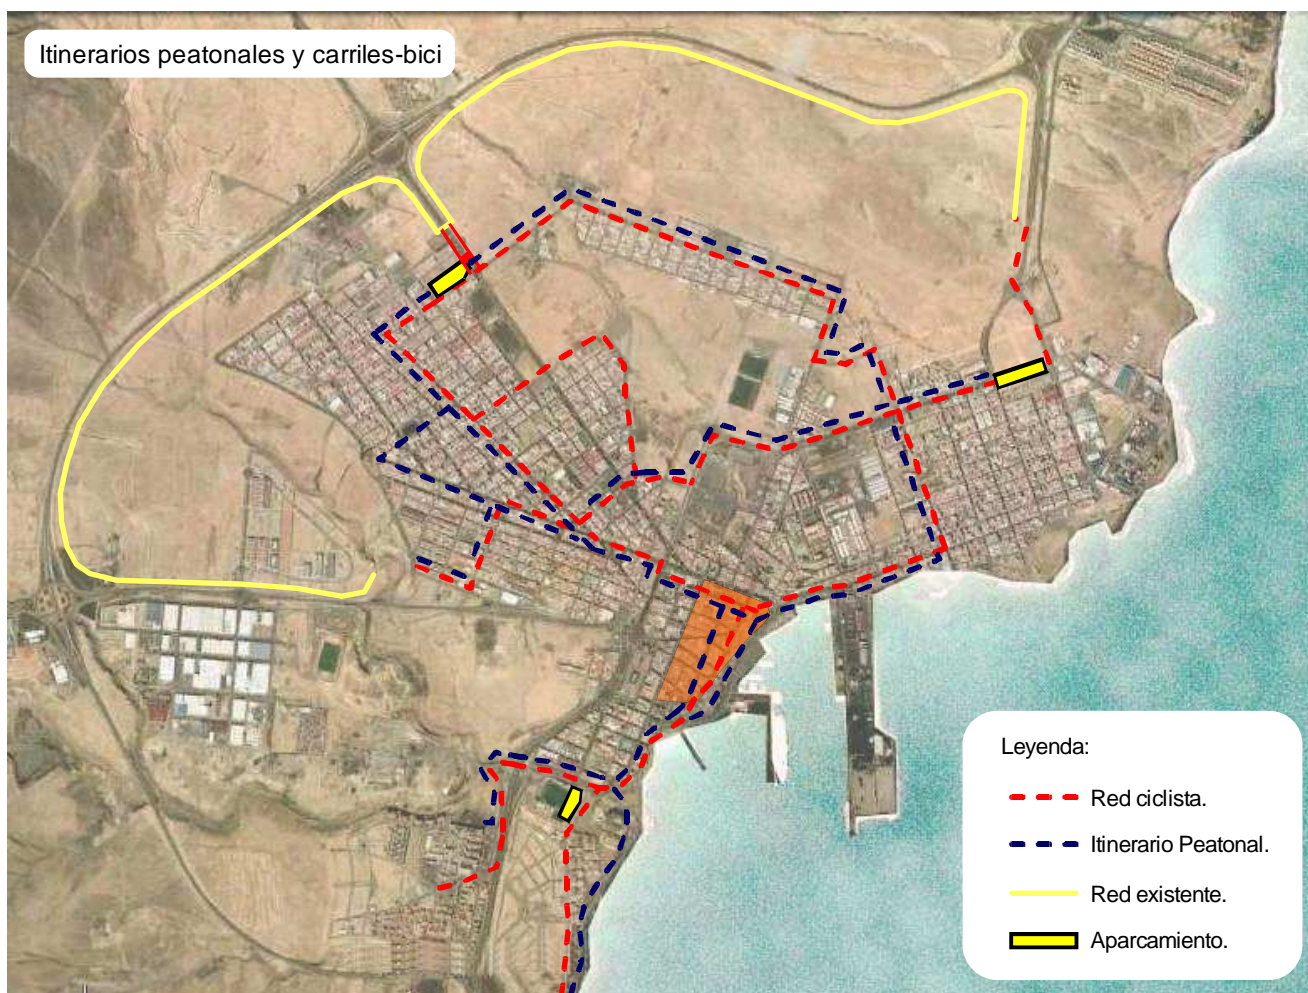 Itinerarios peatonales y carriles-bici
Leyenda:
Red ciclista.
Itinerario Peatonal.
Red existente.
Aparcamiento.